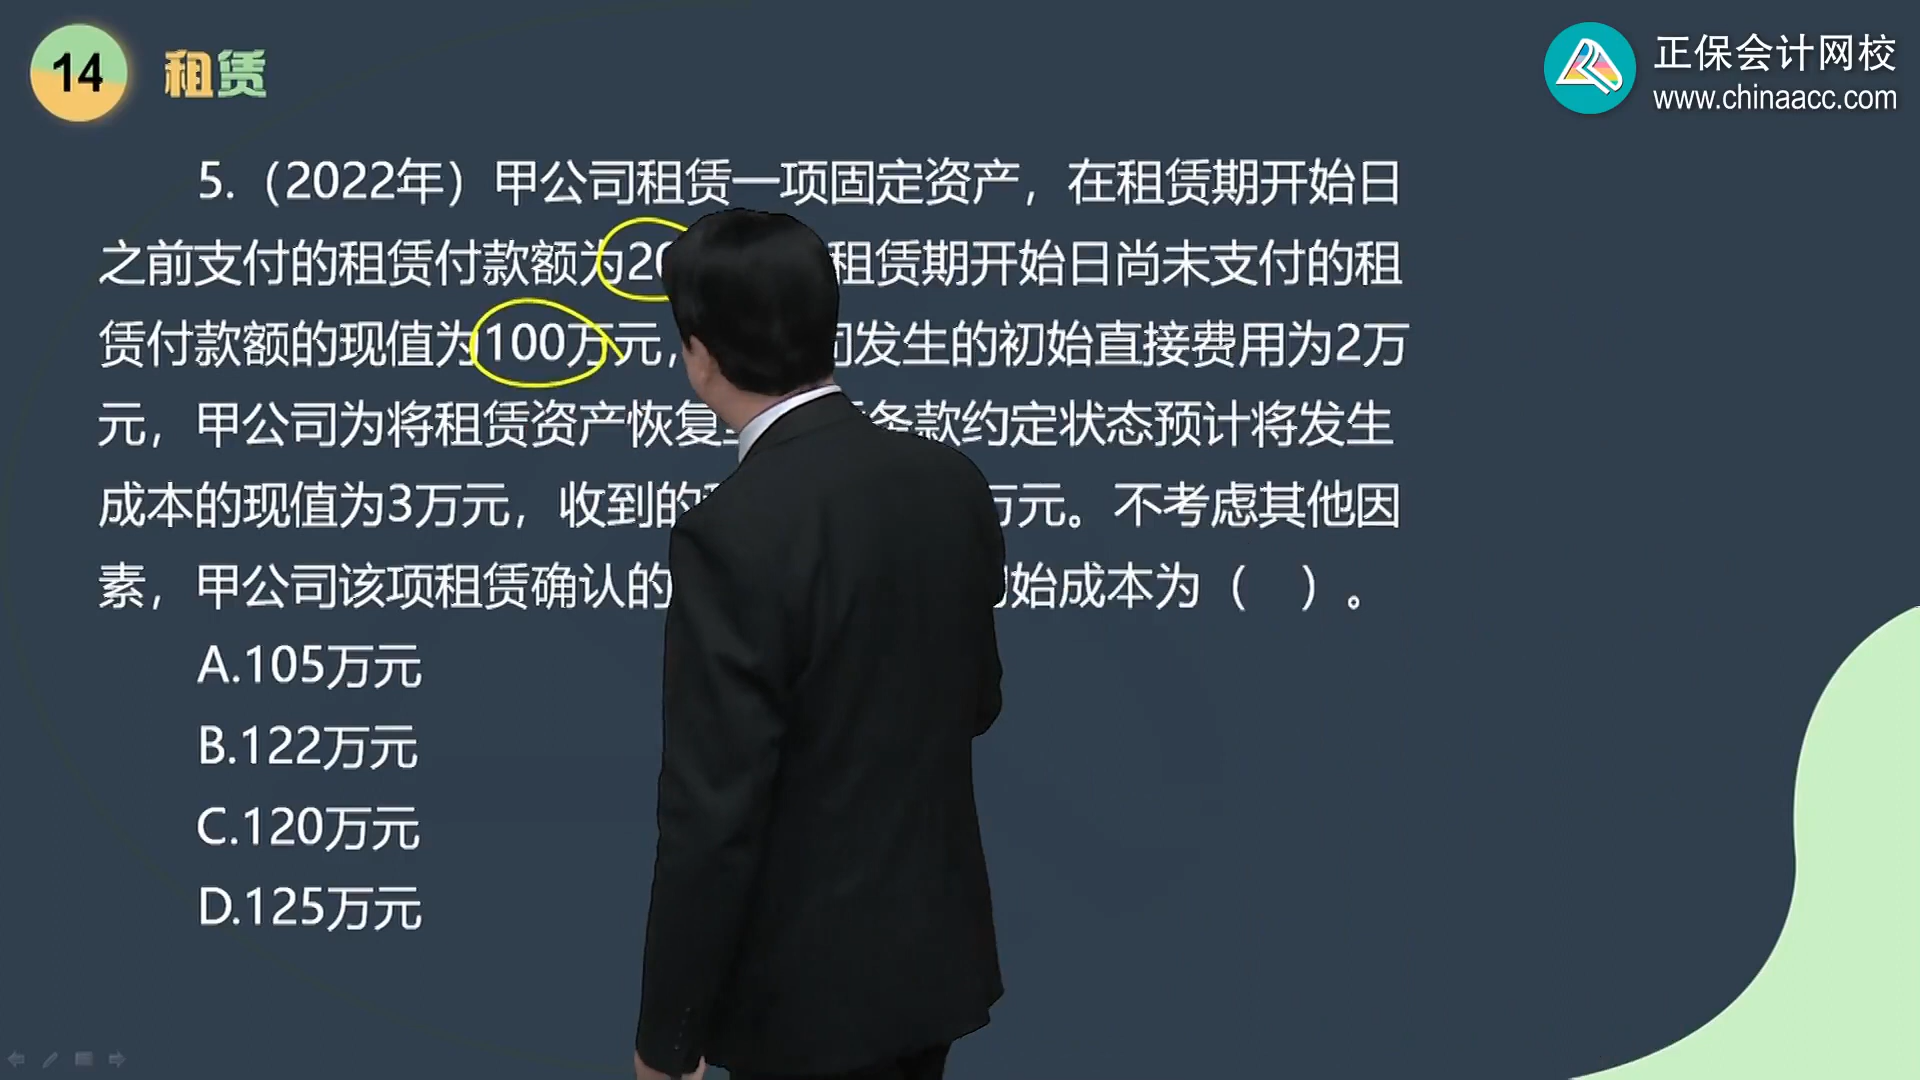 14 租赁
正保会计网校
www.chinaacc.com
5.（2022年）甲公司租赁一项固定资产，在租赁期开始日
之前支付的租赁付款额为20 租赁期开始日尚未支付的租
赁付款额的现值为100万元， 发生的初始直接费用为2万
元，甲公司为将租赁资产恢复 条款约定状态预计将发生
成本的现值为3万元，收到的 万元。不考虑其他因
素，甲公司该项租赁确认的 始成本为（ ）。
A.105万元
B.122万元
C.120万元
D.125万元